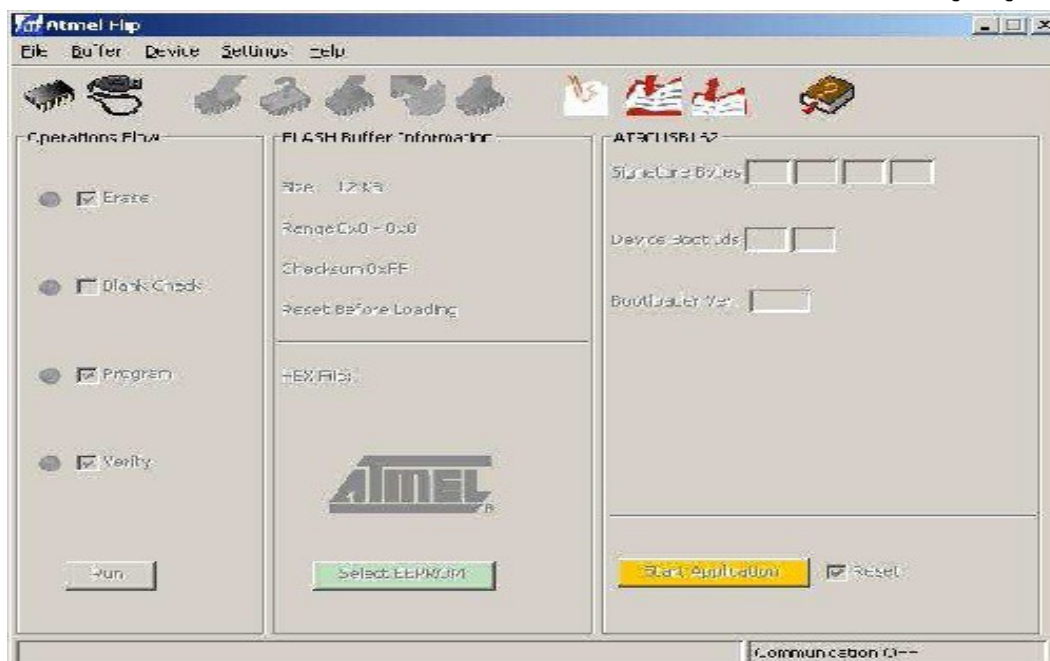 Atmel Flip
File Buffer Device Settings Help
Operations Flow
Erase
Blank Check
Program
Verify
Run
FLASH Buffer Information
Size
Range 0x0 - 0x0
Checksum 0xFF
Reset Before Loading
HEX File:
ATMEL
®
Select EEPROM
Signature Bytes
Device Boot Ids
Bootloader Ver.
Start Application
Reset
Communication OFF